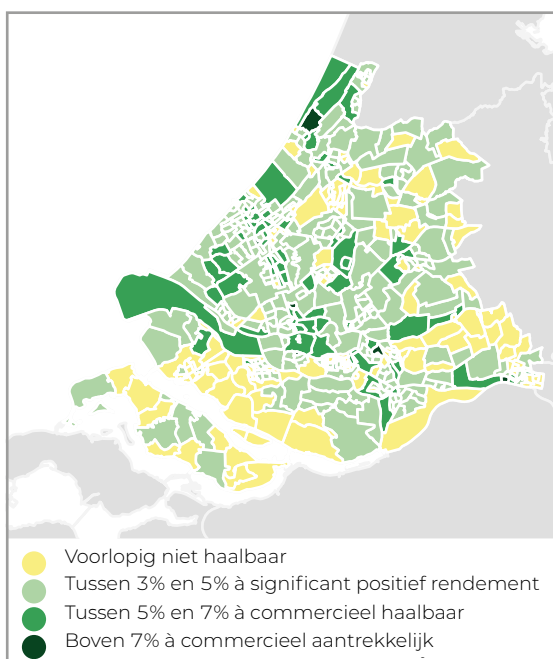 Voorlopig niet haalbaar
Tussen 3% en 5% à significant positief rendement
Tussen 5% en 7% à commercieel haalbaar
Boven 7% à commercieel aantrekkelijk